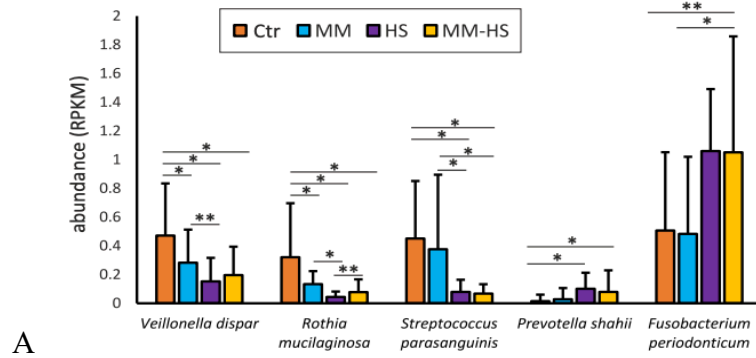 2
1.8
1.6
1.4
1.2
1
0.8
0.6
0.4
0.2
0
abundance (RPKM)
Ctr MM HS MM-HS
** 
*
*
*
*
**
*
*
*
*
**
*
*
*
*
*
*
Veillonella dispar
Rothia
mucilaginosa
Streptococcus
parasanguinis
Prevotella shahii
Fusobacterium
periodonticum
A